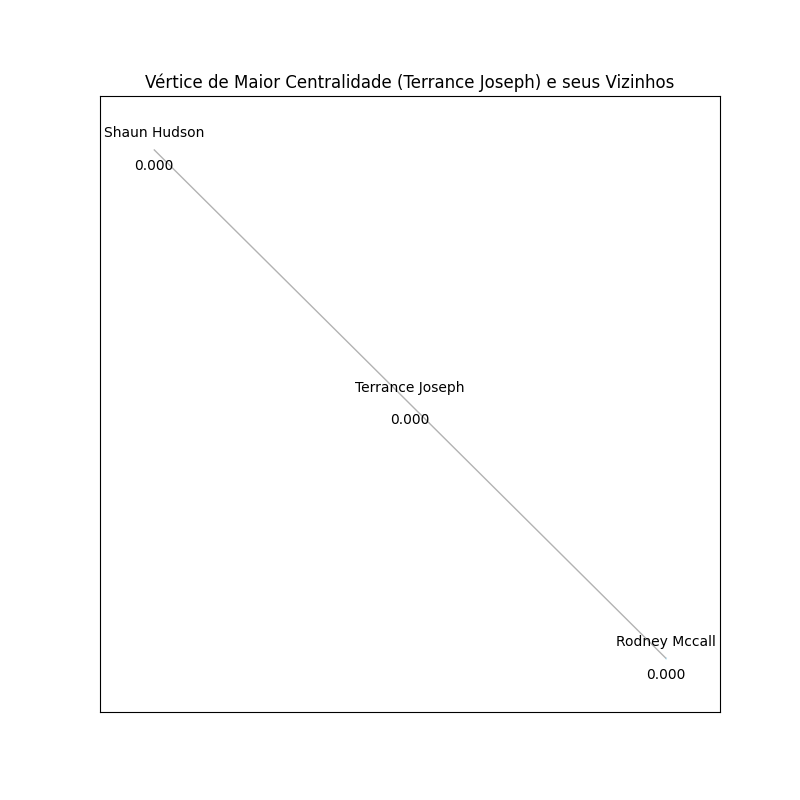 Vértice de Maior Centralidade (Terrance Joseph) e seus Vizinhos
Shaun Hudson
0.000
Terrance Joseph
0.000
Rodney Mccall
0.000